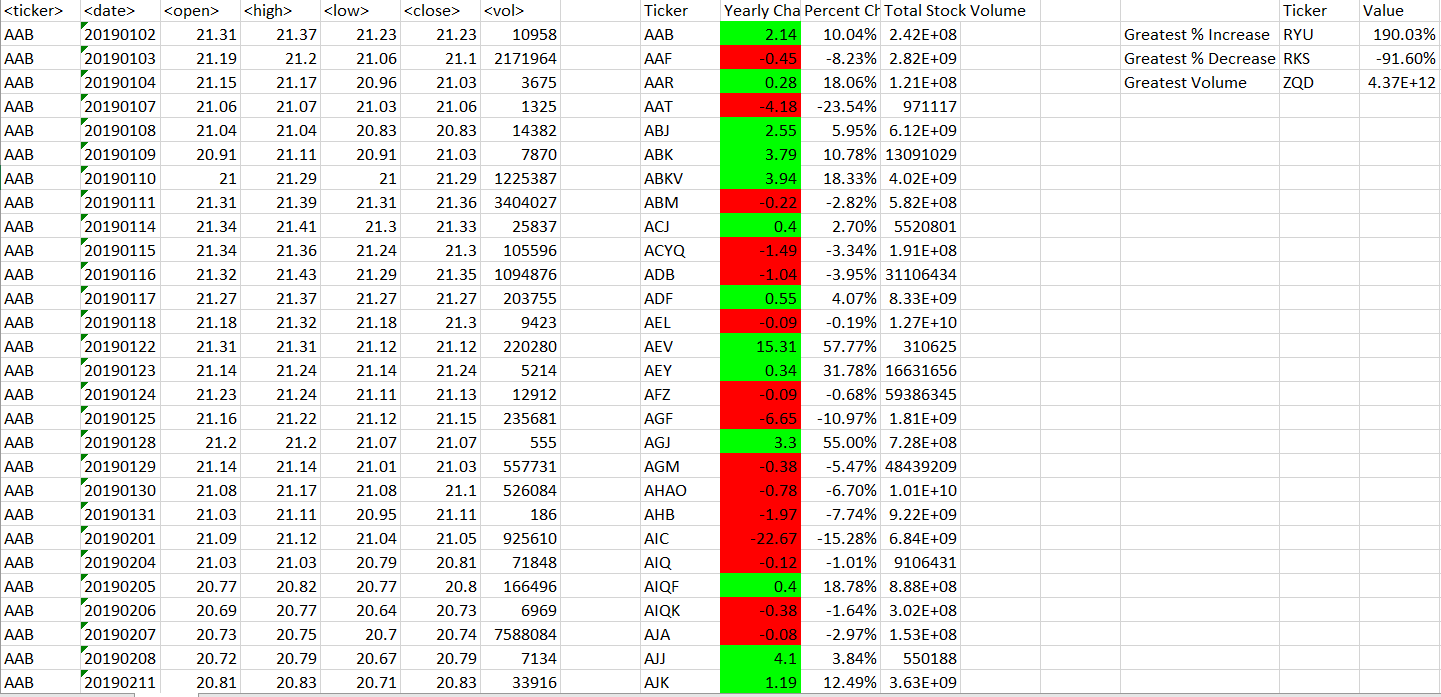 <ticker> <date> <open> <high> <low> <close> <vol> Ticker Yearly Cha Percent Ch Total Stock Volume Ticker Value
AAB 20190102 21.31 21.37 21.23 21.23 10958 AAB 2.14 10.04% 2.42E+08 Greatest % Increase RYU 190.03%
AAB 20190103 21.19 21.2 21.06 21.1 2171964 AAF -0.45 -8.23% 2.82E+09 Greatest % Decrease RKS -91.60%
AAB 20190104 21.15 21.17 20.96 21.03 3675 AAR 0.28 18.06% 1.21E+08 Greatest Volume ZQD 4.37E+12
AAB 20190107 21.06 21.07 21.03 21.06 1325 AAT -4.18 -23.54% 971117
AAB 20190108 21.04 21.04 20.83 20.83 14382 ABJ 2.55 5.95% 6.12E+09
AAB 20190109 20.91 21.11 20.91 21.03 7870 ABK 3.79 10.78% 13091029
AAB 20190110 21 21.29 21 21.29 1225387 ABKV 3.94 18.33% 4.02E+09
AAB 20190111 21.31 21.39 21.31 21.36 3404027 ABM -0.22 -2.82% 5.82E+08
AAB 20190114 21.34 21.41 21.3 21.33 25837 ACJ 0.4 2.70% 5520801
AAB 20190115 21.34 21.36 21.24 21.3 105596 ACYQ -1.49 -3.34% 1.91E+08
AAB 20190116 21.32 21.43 21.29 21.35 1094876 ADB -1.04 -3.95% 31106434
AAB 20190117 21.27 21.37 21.27 21.27 203755 ADF 0.55 4.07% 8.33E+09
AAB 20190118 21.18 21.32 21.18 21.3 9423 AEL -0.09 -0.19% 1.27E+10
AAB 20190122 21.31 21.31 21.12 21.12 220280 AEV 15.31 57.77% 310625
AAB 20190123 21.14 21.24 21.14 21.24 5214 AEY 0.34 31.78% 16631656
AAB 20190124 21.23 21.24 21.11 21.13 12912 AFZ -0.09 -0.68% 59386345
AAB 20190125 21.16 21.22 21.12 21.15 235681 AGF -6.65 -10.97% 1.81E+09
AAB 20190128 21.2 21.2 21.07 21.07 555 AGJ 3.3 55.00% 7.28E+08
AAB 20190129 21.14 21.14 21.01 21.03 557731 AGM -0.38 -5.47% 48439209
AAB 20190130 21.08 21.17 21.08 21.1 526084 AHAO -0.78 -6.70% 1.01E+10
AAB 20190131 21.03 21.11 20.95 21.11 186 AHB -1.97 -7.74% 9.22E+09
AAB 20190201 21.09 21.12 21.04 21.05 925610 AIC -22.67 -15.28% 6.84E+09
AAB 20190204 21.03 21.03 20.79 20.81 71848 AIQ -0.12 -1.01% 9106431
AAB 20190205 20.77 20.82 20.77 20.8 166496 AIQF 0.4 18.78% 8.88E+08
AAB 20190206 20.69 20.77 20.64 20.73 6969 AIQK -0.38 -1.64% 3.02E+08
AAB 20190207 20.73 20.75 20.7 20.74 7588084 AJA -0.08 -2.97% 1.53E+08
AAB 20190208 20.72 20.79 20.67 20.79 7134 AJJ 4.1 3.84% 550188
AAB 20190211 20.81 20.83 20.71 20.83 33916 AJK 1.19 12.49% 3.63E+09